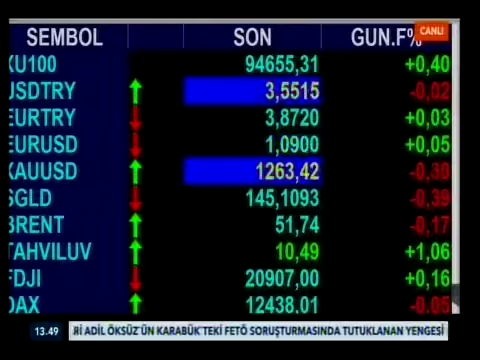 SEMBOL SON GUN.F% CANLI
XU100 94655,31 +0,40
USDTRY 3,5515 -0,02
EURTRY 3,8720 +0,03
EURUSD 1,0900 +0,05
XAUUSD 1263,42 -0,30
SGLD 145,1093 -0,39
BRENT 51,74 -0,17
TAHVILUV 10,49 +1,06
FDJI 20907,00 +0,16
DAX 12438.01 -0,05
13.49 Rİ ADİL ÖKSÜZ'ÜN KARABÜK'TEKİ FETÖ SORUŞTURMASINDA TUTUKLANAN YENGESİ